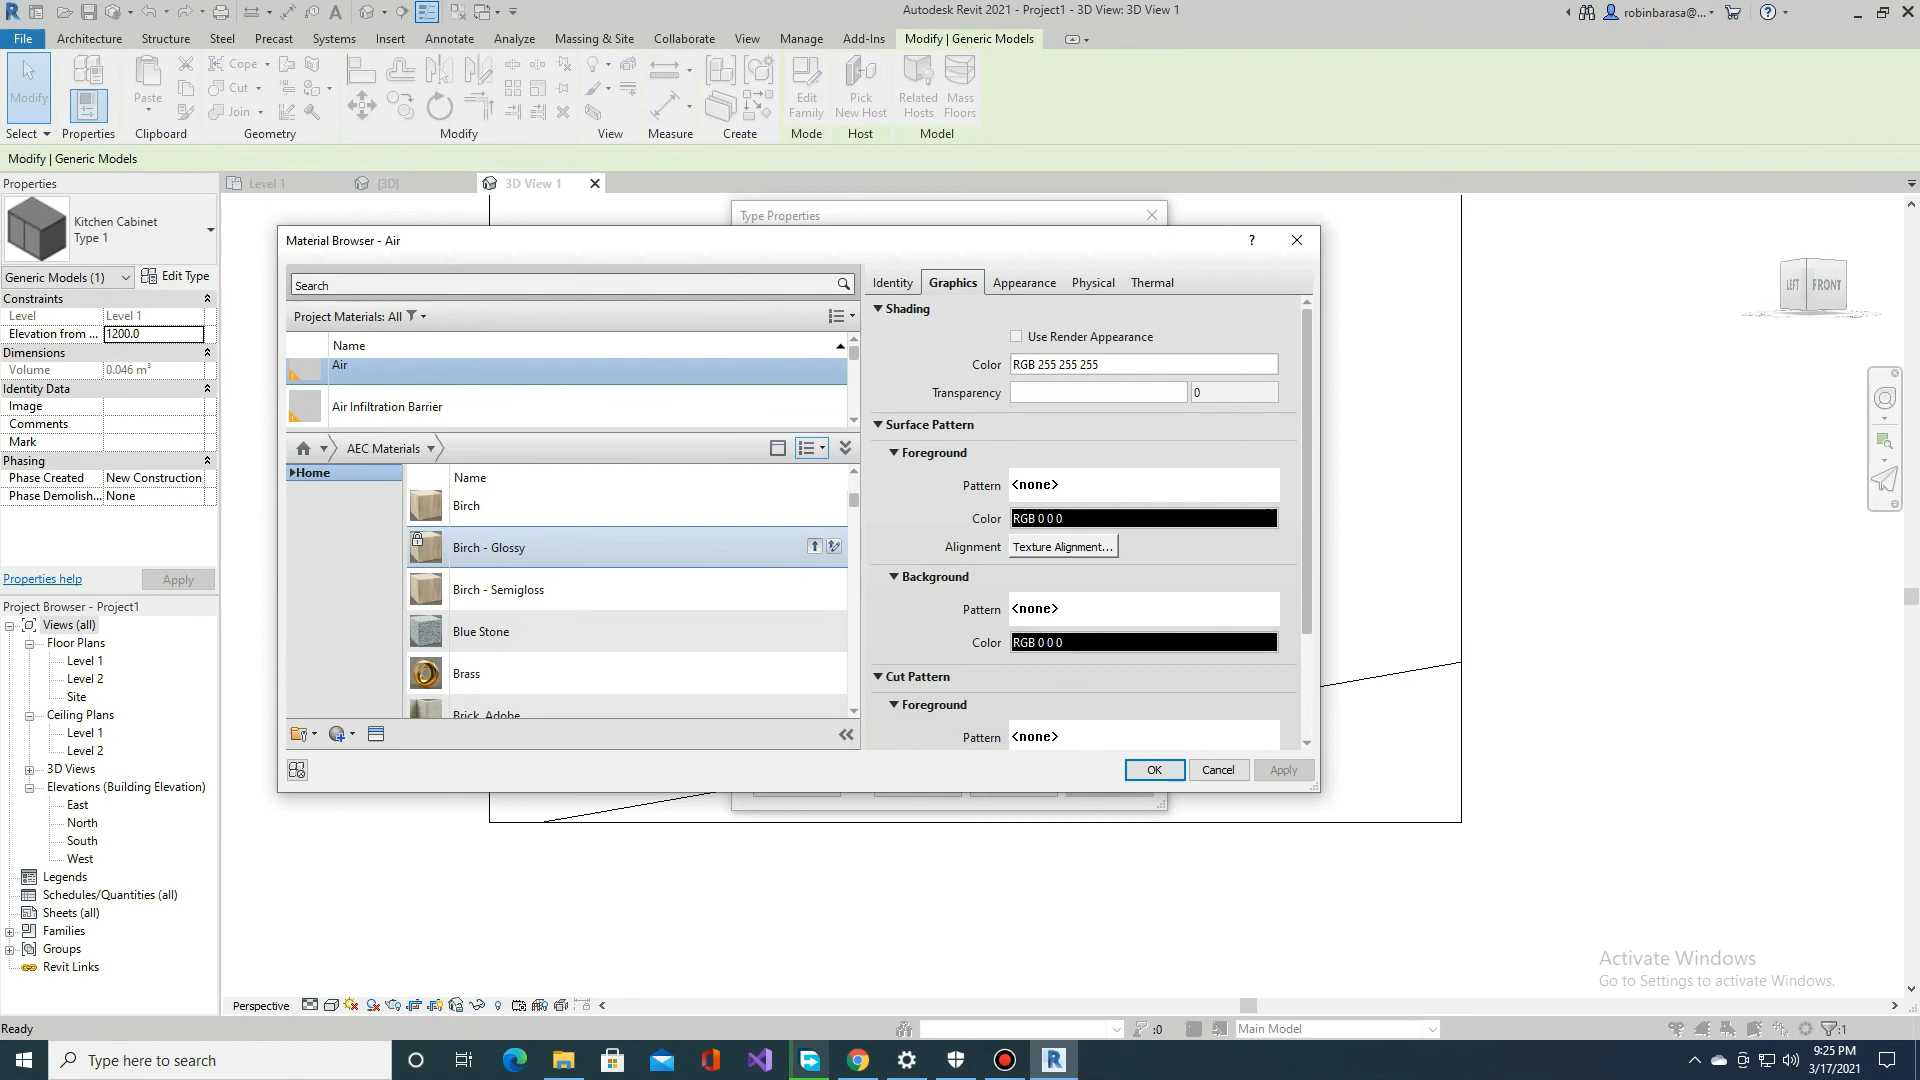 Autodesk Revit 2021 - Project1 - 3D View: 3D View 1
robinbarasa@...
File Architecture Structure Steel Precast Systems Insert Annotate Analyze Massing & Site Collaborate View Manage Add-Ins Modify | Generic Models
Modify Paste Cope Cut Join Edit Family Pick New Host Related Hosts Mass Floors
Select Properties Clipboard Geometry Modify View Measure Create Mode Host Model
Modify | Generic Models
Properties
Level 1 {3D} 3D View 1
Kitchen Cabinet
Type 1
Generic Models (1) Edit Type
Constraints
Level Level 1
Elevation from ... 1200.0
Dimensions
Volume 0.046 m³
Identity Data
Image
Comments
Mark
Phasing
Phase Created New Construction
Phase Demolish... None
Properties help Apply
Project Browser - Project1
Views (all)
Floor Plans
Level 1
Level 2
Site
Ceiling Plans
Level 1
Level 2
3D Views
Elevations (Building Elevation)
East
North
South
West
Legends
Schedules/Quantities (all)
Sheets (all)
Families
Groups
Revit Links
Type Properties
Material Browser - Air
Search
Project Materials: All
Name
Air
Air Infiltration Barrier
AEC Materials
Home
Name
Birch
Birch - Glossy
Birch - Semigloss
Blue Stone
Brass
Brick, Adobe
Identity Graphics Appearance Physical Thermal
Shading
Use Render Appearance
Color RGB 255 255 255
Transparency 0
Surface Pattern
Foreground
Pattern <none>
Color RGB 0 0 0
Alignment Texture Alignment...
Background
Pattern <none>
Color RGB 0 0 0
Cut Pattern
Foreground
Pattern <none>
OK Cancel Apply
LEFT FRONT
Activate Windows
Go to Settings to activate Windows.
Perspective
Ready
:0
Main Model
:1
Type here to search
9:25 PM
3/17/2021